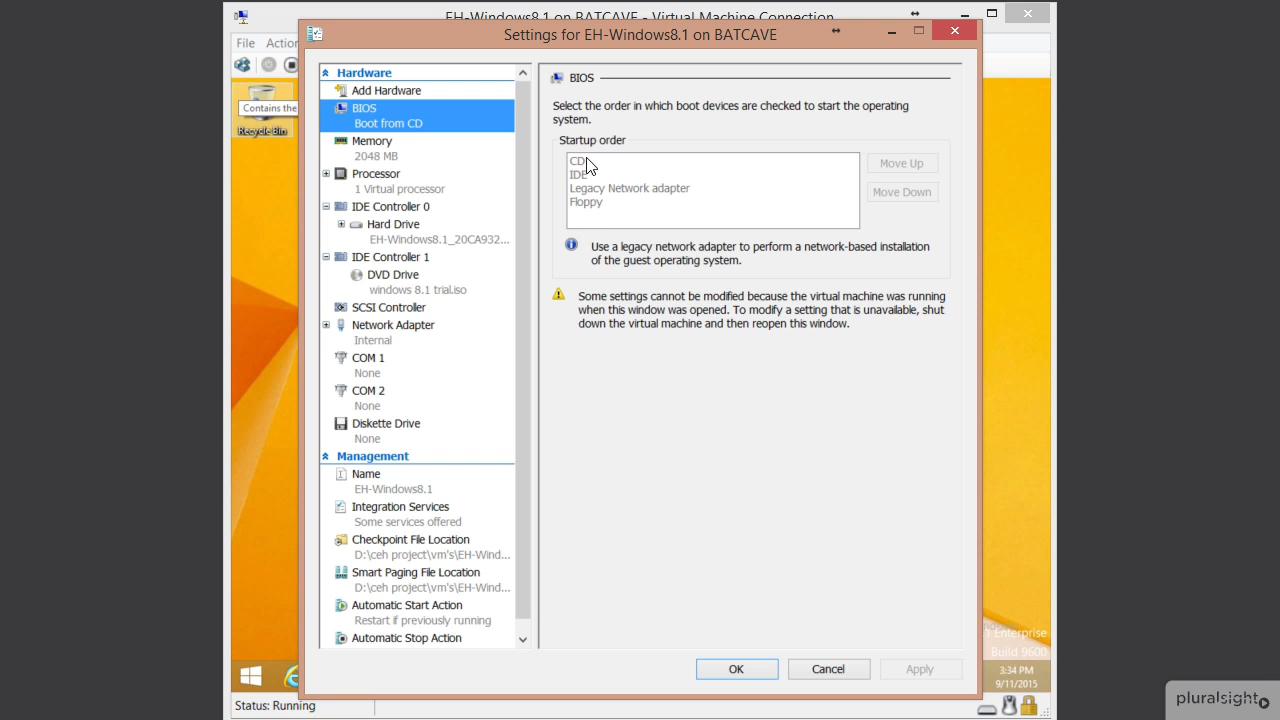 EH-Windows8.1 on BATCAVE - Virtual Machine Connection
Settings for EH-Windows8.1 on BATCAVE
File Action
Contains the
Recycle Bin
Hardware
Add Hardware
BIOS
Boot from CD
Memory
2048 MB
Processor
1 Virtual processor
IDE Controller 0
Hard Drive
EH-Windows8.1_20CA932...
IDE Controller 1
DVD Drive
windows 8.1 trial.iso
SCSI Controller
Network Adapter
Internal
COM 1
None
COM 2
None
Diskette Drive
None
Management
Name
EH-Windows8.1
Integration Services
Some services offered
Checkpoint File Location
D:\ceh project\vm's\EH-Wind...
Smart Paging File Location
D:\ceh project\vm's\EH-Wind...
Automatic Start Action
Restart if previously running
Automatic Stop Action
BIOS
Select the order in which boot devices are checked to start the operating
system.
Startup order
CD
IDE
Legacy Network adapter
Floppy
Move Up
Move Down
Use a legacy network adapter to perform a network-based installation
of the guest operating system.
Some settings cannot be modified because the virtual machine was running
when this window was opened. To modify a setting that is unavailable, shut
down the virtual machine and then reopen this window.
OK Cancel Apply
1 Enterprise
Build 9600
3:34 PM
9/11/2015
Status: Running
pluralsight